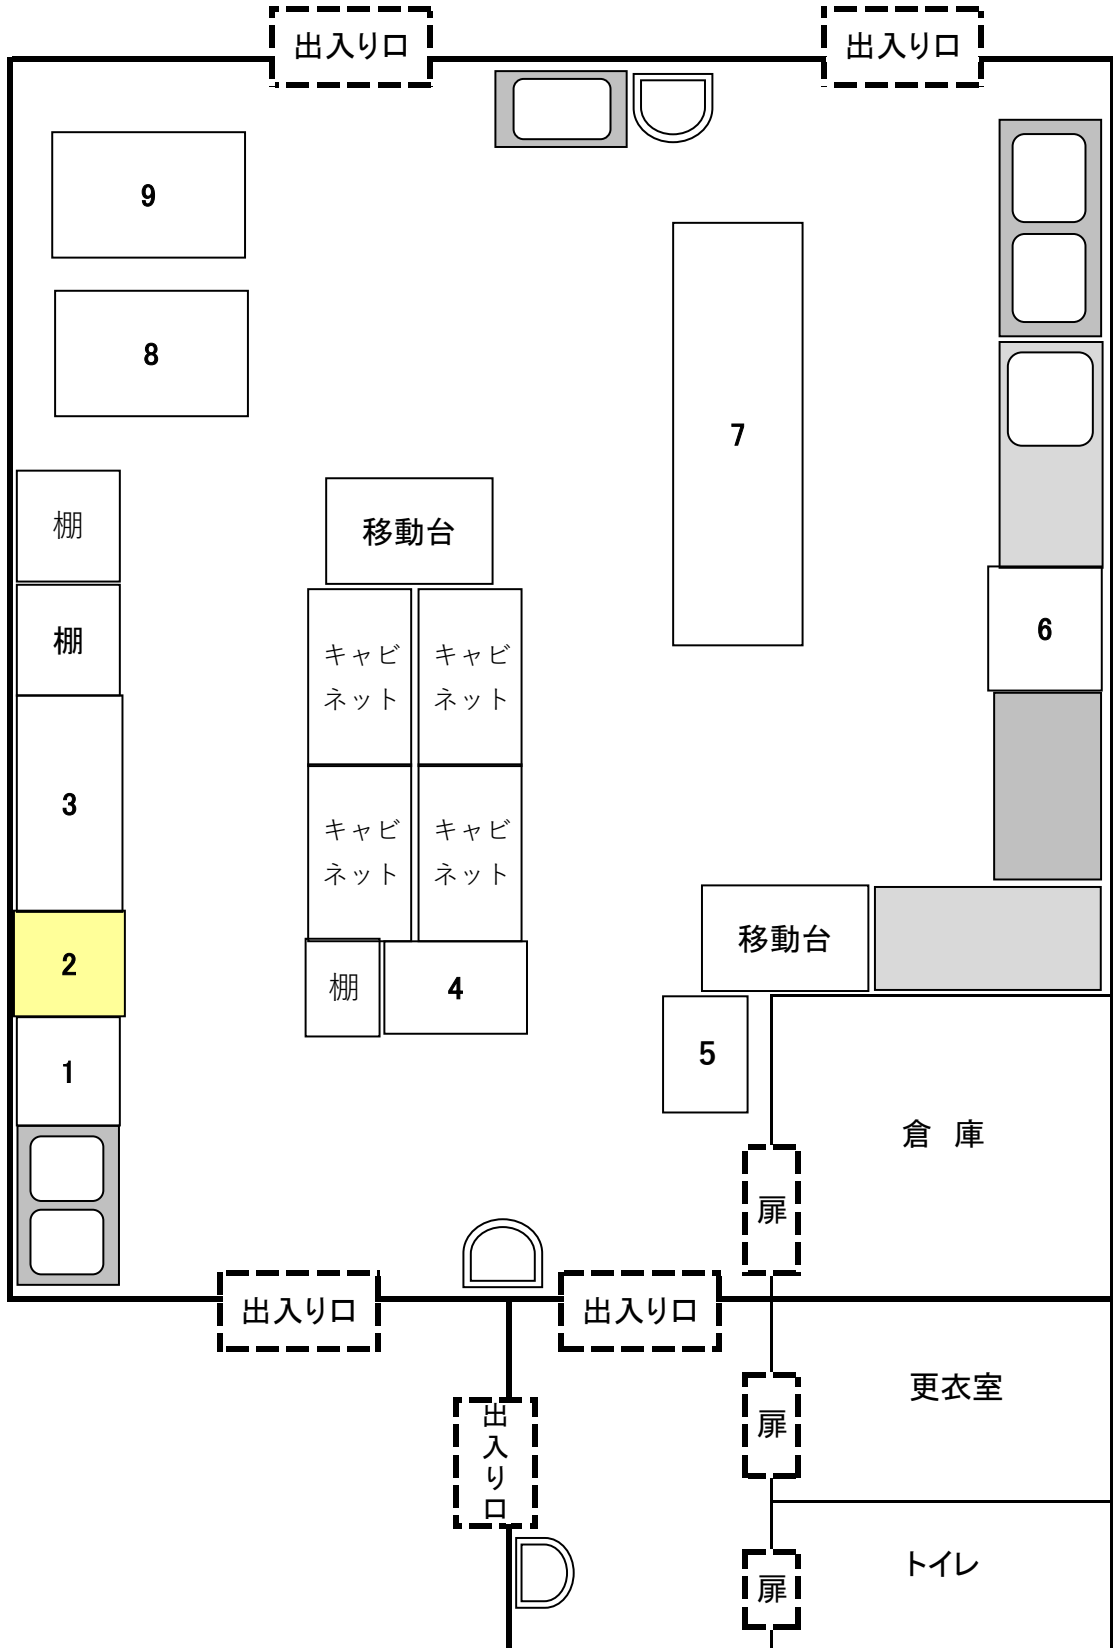 出入り口
出入り口
9
8
7
棚
移動台
棚
キャビ
ネット
キャビ
ネット
6
3
キャビ
ネット
キャビ
ネット
2
移動台
棚
4
1
5
倉　庫
扉
出入り口
出入り口
更衣室
扉
出入り口
トイレ
扉